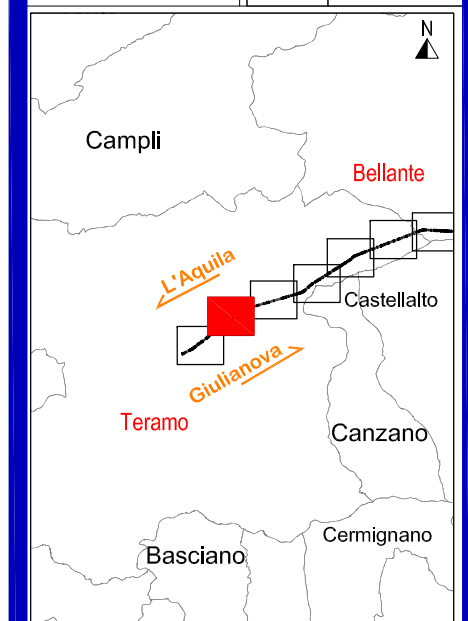 N
Campli
Bellante
L'Aquila
Castellalto
Giulianova
Teramo
Canzano
Cermignano
Basciano